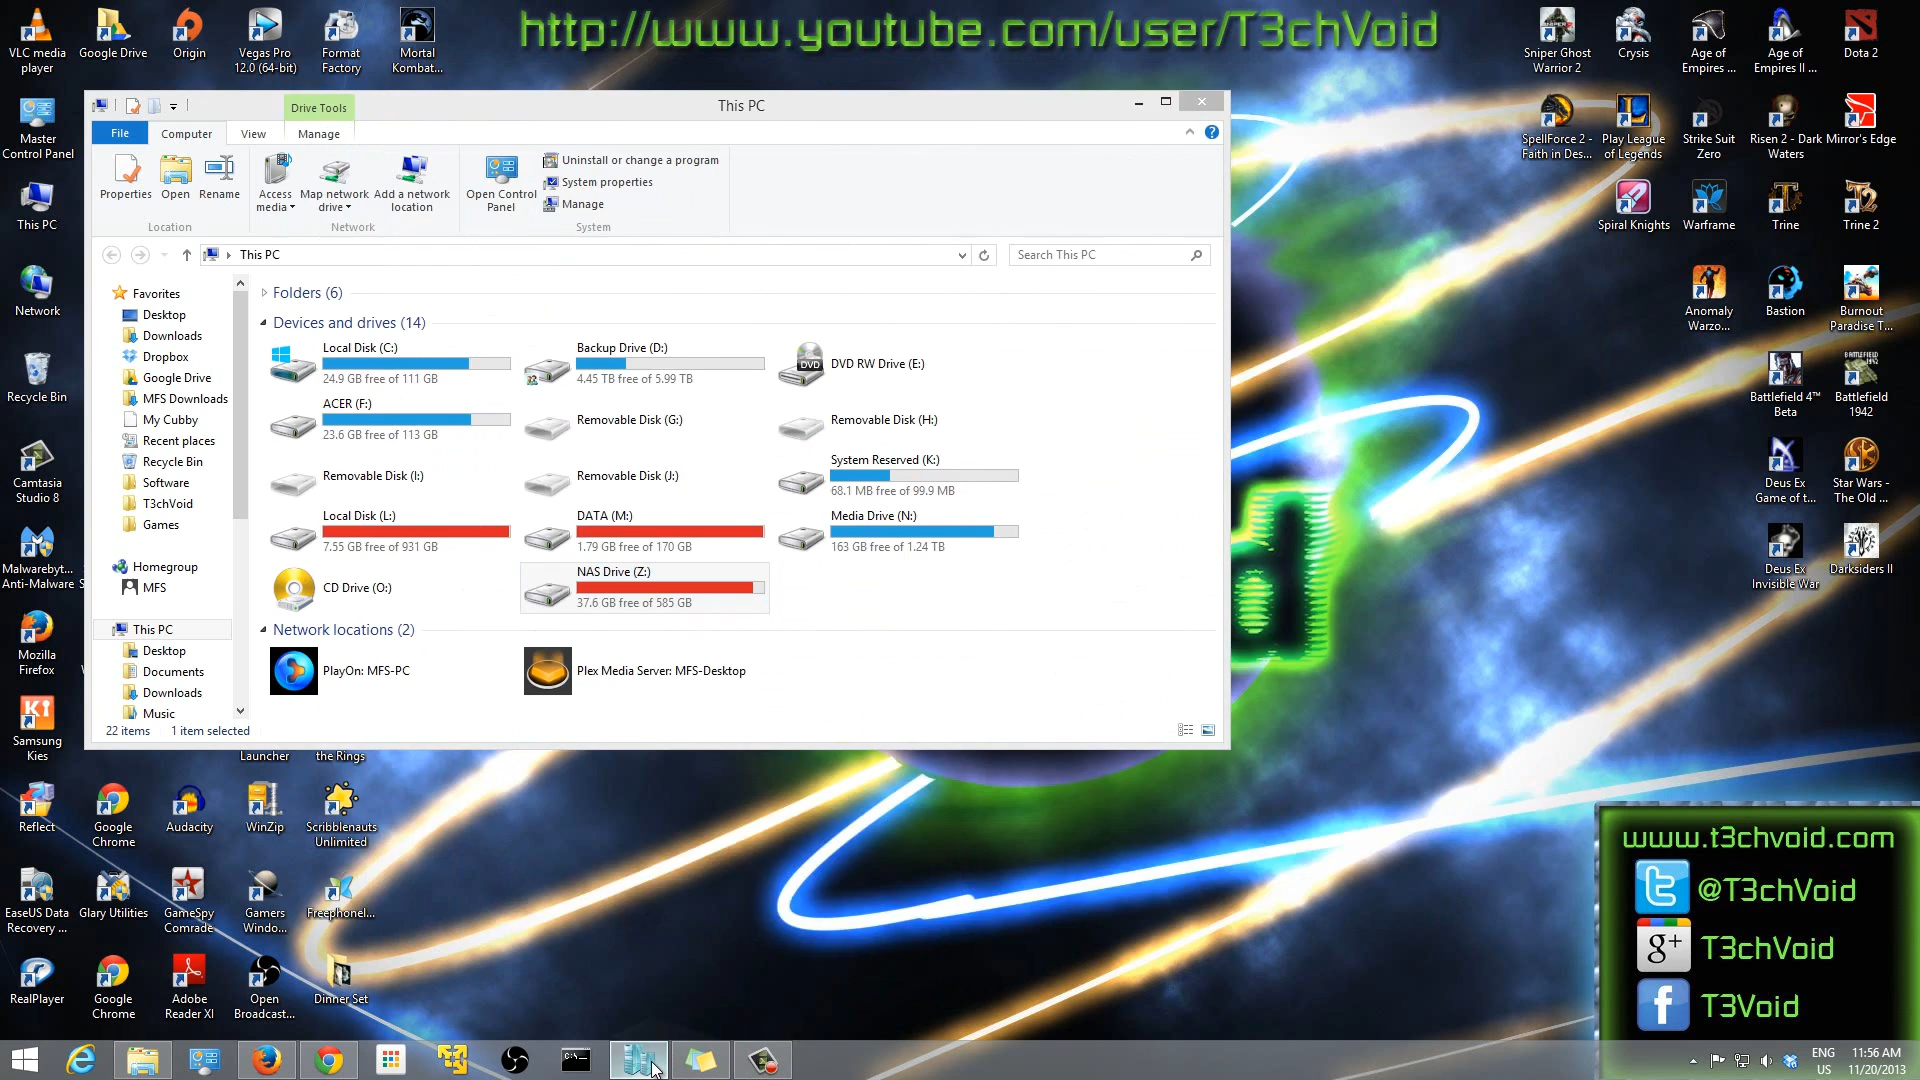 http://www.youtube.com/user/T3chVoid
VLC media player
Google Drive
Origin
Vegas Pro 12.0 (64-bit)
Format Factory
Mortal Kombat...
Sniper Ghost Warrior 2
Crysis
Age of Empires ...
Age of Empires II ...
Dota 2
Master Control Panel
This PC
Network
Recycle Bin
Camtasia Studio 8
Malwarebyt... Anti-Malware
Mozilla Firefox
Samsung Kies
This PC
Drive Tools
File
Computer
View
Manage
Properties
Open
Rename
Access media
Map network drive
Add a network location
Open Control Panel
Uninstall or change a program
System properties
Manage
Location
Network
System
This PC
Search This PC
Favorites
Desktop
Downloads
Dropbox
Google Drive
MFS Downloads
My Cubby
Recent places
Recycle Bin
Software
T3chVoid
Games
Homegroup
MFS
This PC
Desktop
Documents
Downloads
Music
Folders (6)
Devices and drives (14)
Local Disk (C:)
24.9 GB free of 111 GB
Backup Drive (D:)
4.45 TB free of 5.99 TB
DVD RW Drive (E:)
ACER (F:)
23.6 GB free of 113 GB
Removable Disk (G:)
Removable Disk (H:)
Removable Disk (I:)
Removable Disk (J:)
System Reserved (K:)
68.1 MB free of 99.9 MB
Local Disk (L:)
7.55 GB free of 931 GB
DATA (M:)
1.79 GB free of 170 GB
Media Drive (N:)
163 GB free of 1.24 TB
CD Drive (O:)
NAS Drive (Z:)
37.6 GB free of 585 GB
Network locations (2)
PlayOn: MFS-PC
Plex Media Server: MFS-Desktop
22 items
1 item selected
SpellForce 2 - Faith in Des...
Play League of Legends
Strike Suit Zero
Risen 2 - Dark Waters
Mirror's Edge
Spiral Knights
Warframe
Trine
Trine 2
Anomaly Warzo...
Bastion
Burnout Paradise T...
Battlefield 4™ Beta
Battlefield 1942
Deus Ex Game of t...
Star Wars - The Old ...
Deus Ex Invisible War
Darksiders II
Launcher
the Rings
Reflect
Google Chrome
Audacity
WinZip
Scribblenauts Unlimited
EaseUS Data Recovery ...
Glary Utilities
GameSpy Comrade
Gamers Windo...
Freephonel...
RealPlayer
Google Chrome
Adobe Reader XI
Open Broadcast...
Dinner Set
www.t3chvoid.com
@T3chVoid
T3chVoid
T3Void
ENG
US
11:56 AM
11/20/2013